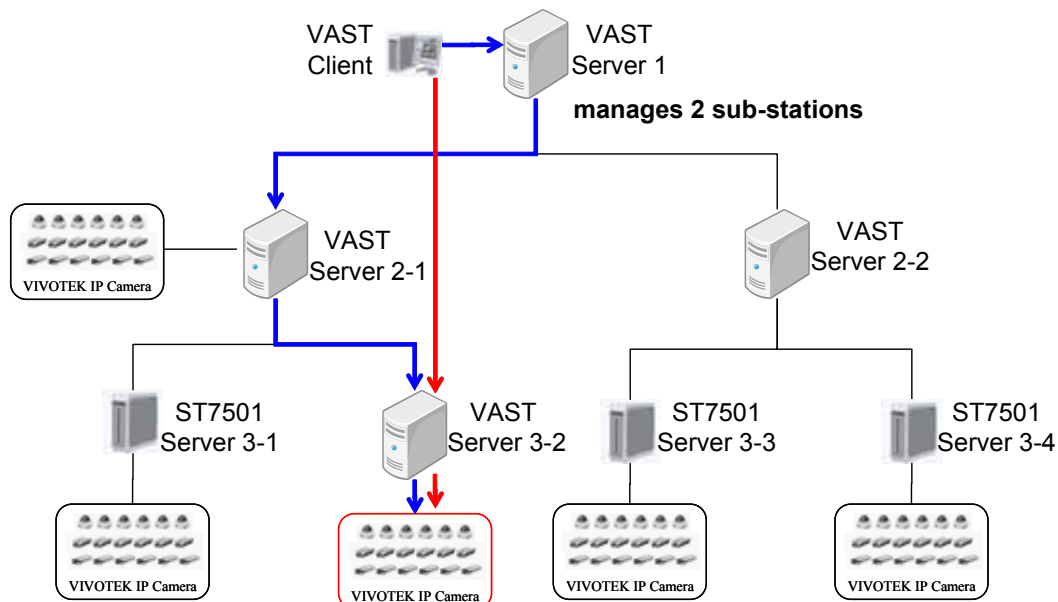 VAST
Client
VAST
Server 1
manages 2 sub-stations
VIVOTEK IP Camera
VAST
Server 2-1
VAST
Server 2-2
ST7501
Server 3-1
VAST
Server 3-2
ST7501
Server 3-3
ST7501
Server 3-4
VIVOTEK IP Camera
VIVOTEK IP Camera
VIVOTEK IP Camera
VIVOTEK IP Camera